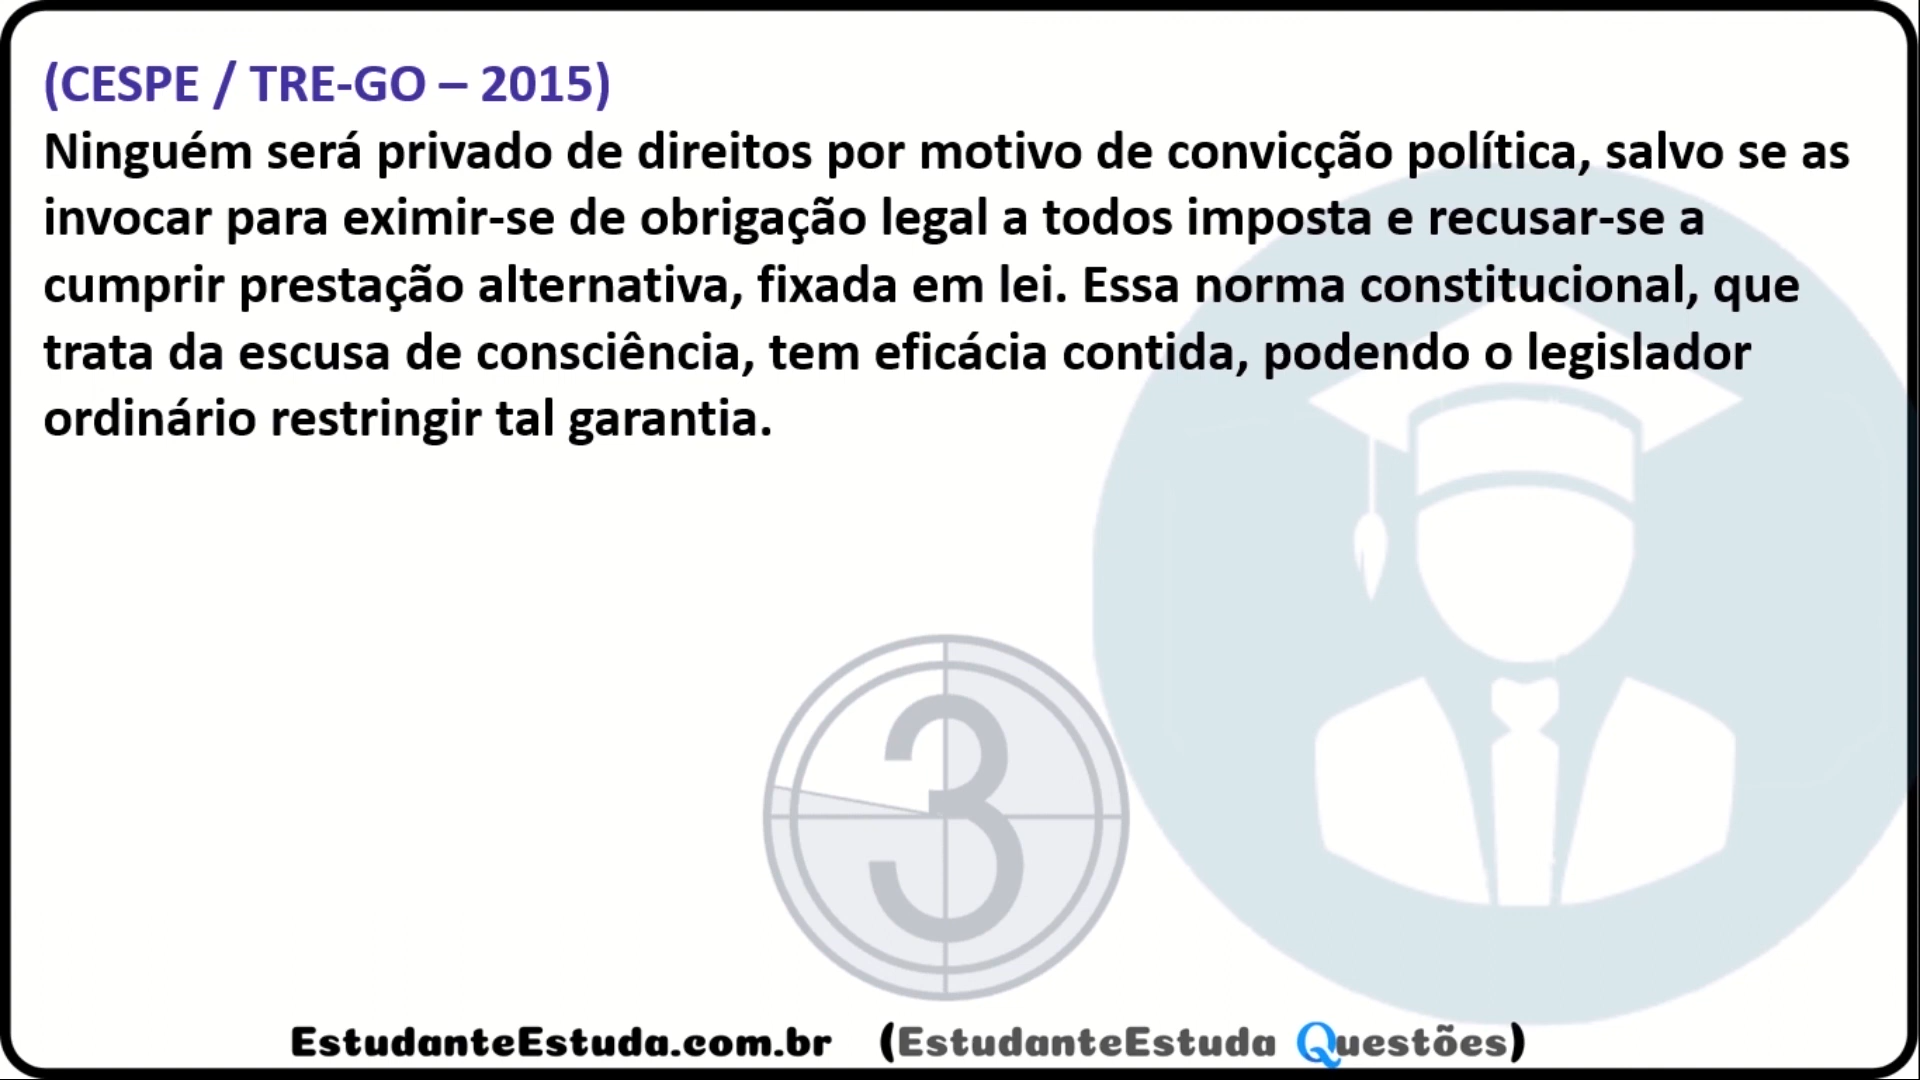 (CESPE / TRE-GO – 2015)
Ninguém será privado de direitos por motivo de convicção política, salvo se as
invocar para eximir-se de obrigação legal a todos imposta e recusar-se a
cumprir prestação alternativa, fixada em lei. Essa norma constitucional, que
trata da escusa de consciência, tem eficácia contida, podendo o legislador
ordinário restringir tal garantia.
3
EstudanteEstuda.com.br (EstudanteEstuda Questões)